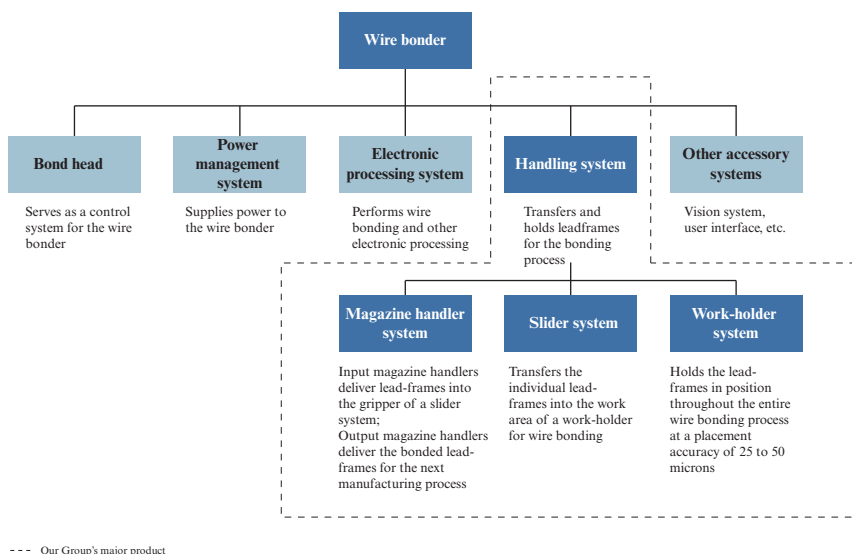 Wire bonder
Bond head
Power
management
system
Electronic
processing system
Handling system
Other accessory
systems
Serves as a control
system for the wire
bonder
Supplies power to
the wire bonder
Performs wire
bonding and other
electronic processing
Transfers and
holds leadframes
for the bonding
process
Vision system,
user interface, etc.
Magazine handler
system
Slider system
Work-holder
system
Input magazine handlers
deliver lead-frames into
the gripper of a slider
system;
Output magazine handlers
deliver the bonded lead-
frames for the next
manufacturing process
Transfers the
individual lead-
frames into the work
area of a work-holder
for wire bonding
Holds the lead-
frames in position
throughout the entire
wire bonding process
at a placement
accuracy of 25 to 50
microns
--- Our Group's major product